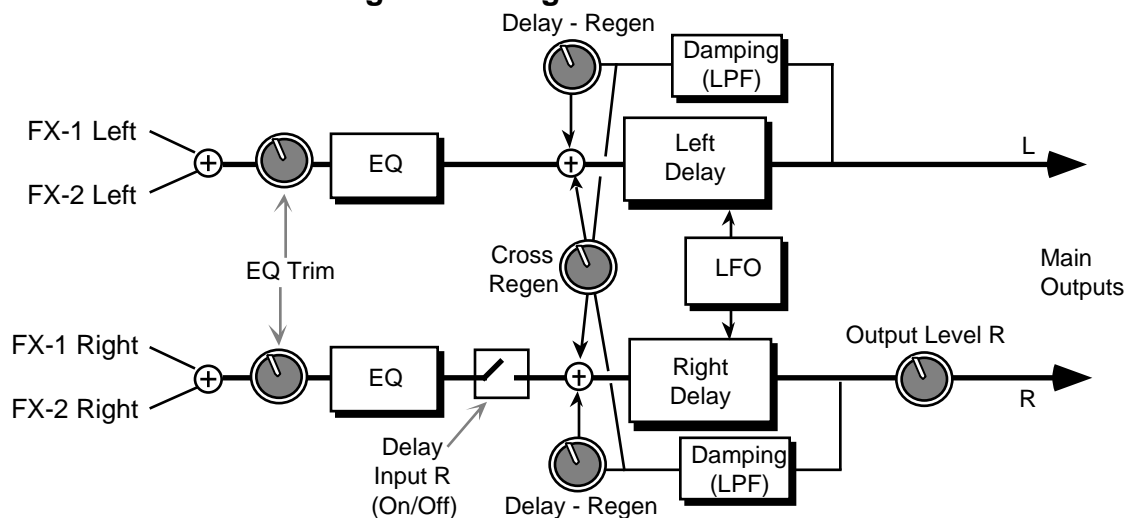 Delay - Regen
Damping
(LPF)
FX-1 Left
FX-2 Left
+
EQ
+
Left
Delay
L
EQ Trim
Cross
Regen
LFO
Main
Outputs
FX-1 Right
FX-2 Right
+
EQ
+
Right
Delay
Output Level R
R
Delay
Input R
(On/Off)
Delay - Regen
Damping
(LPF)